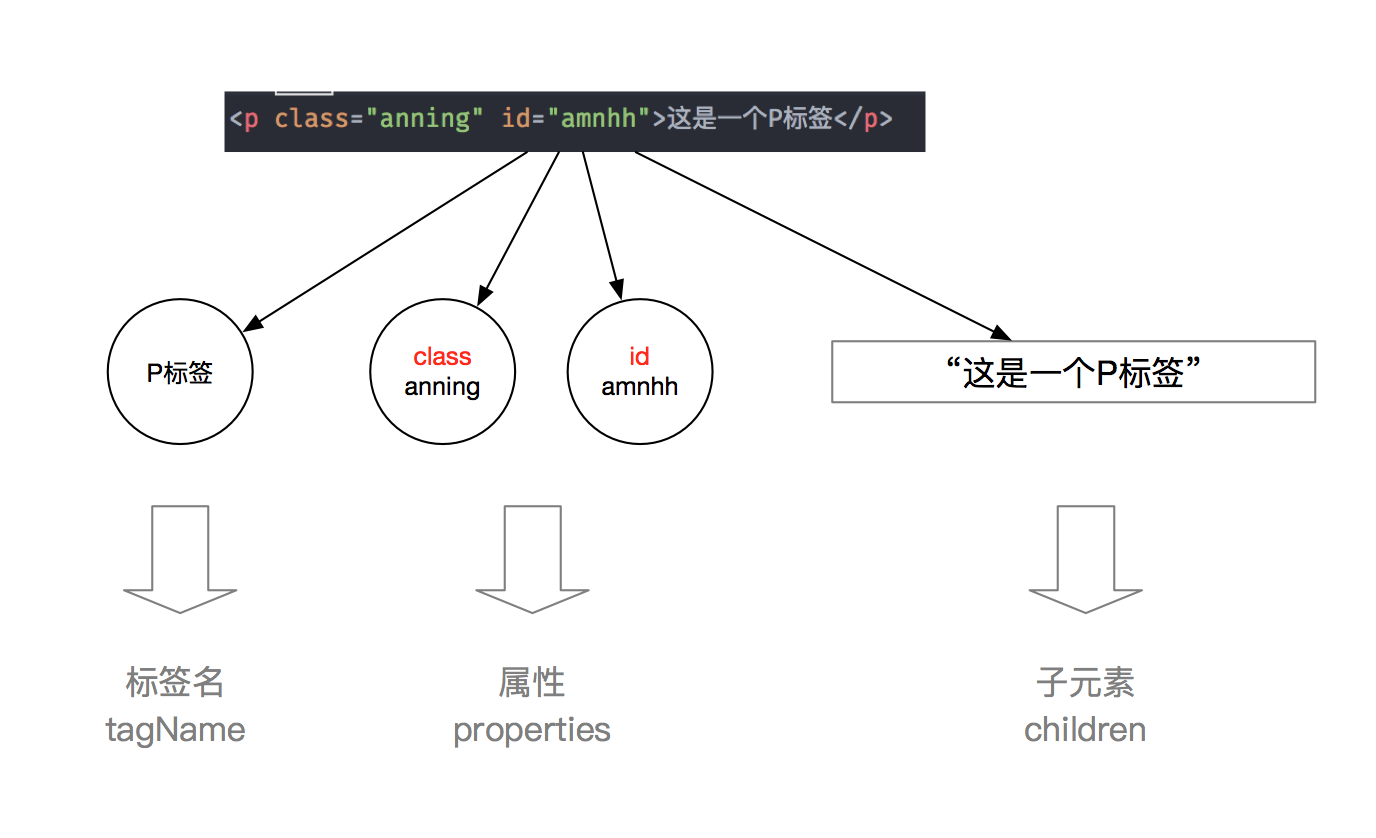 <p class="anning" id="amnhh">这是一个P标签</p>
P标签
class
anning
id
amnhh
“这是一个P标签”
标签名
tagName
属性
properties
子元素
children